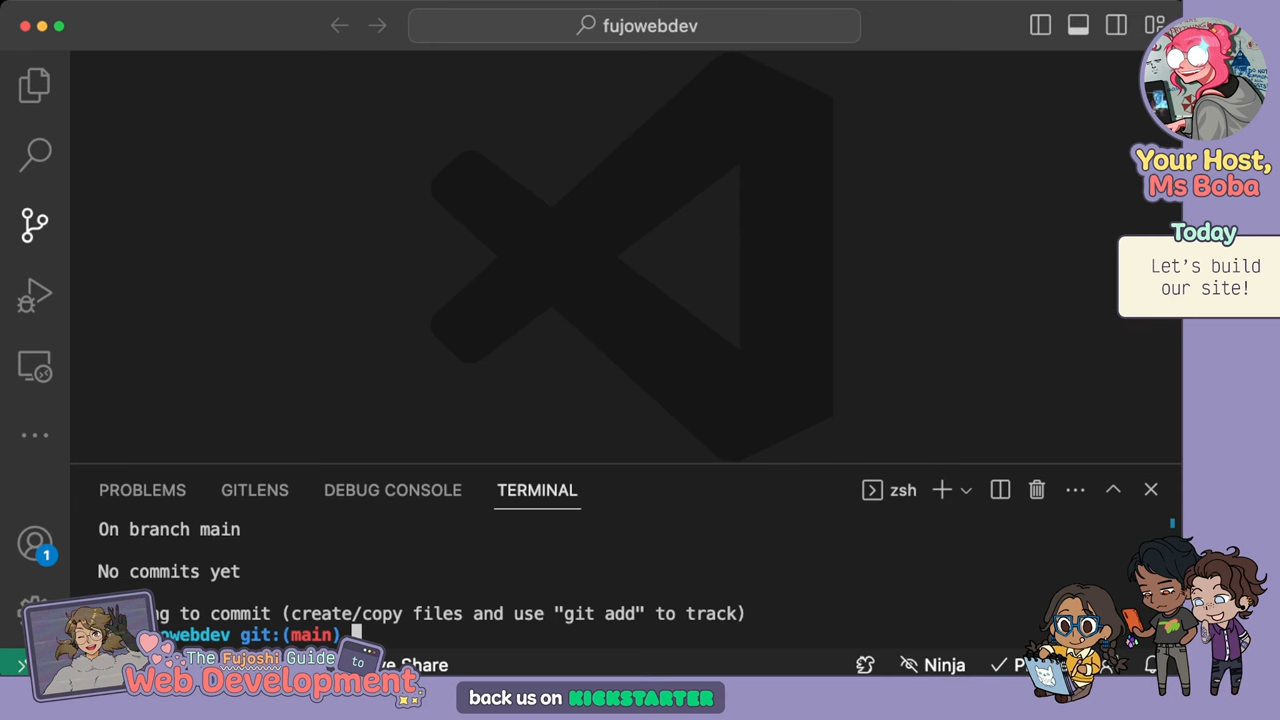 fujowebdev
Your Host,
Ms Boba
Today
Let's build
our site!
PROBLEMS
GITLENS
DEBUG CONSOLE
TERMINAL
zsh
On branch main
No commits yet
to commit (create/copy files and use "git add" to track)
git:(main)
Share
Ninja
1
The Fujoshi Guide
to
Web Development
back us on KICKSTARTER